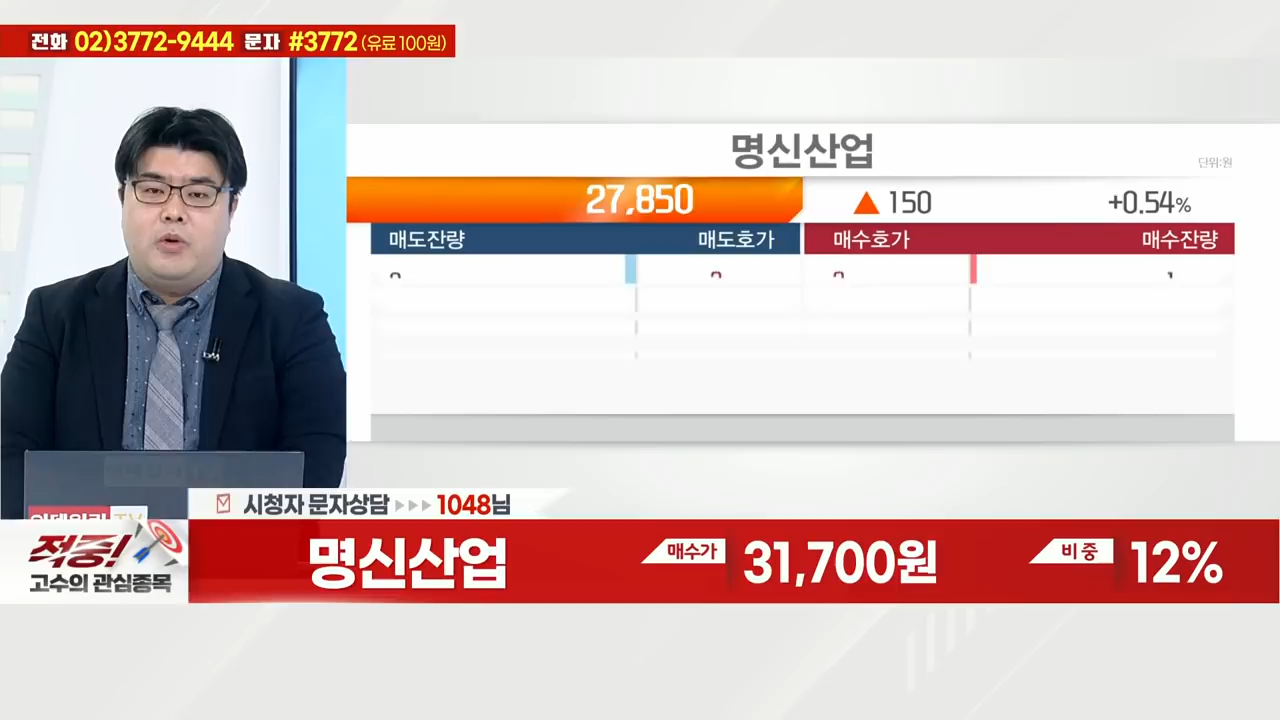 전화 02)3772-9444 문자 #3772 (유료 100원)
명신산업
단위:원
27,850 ▲ 150 +0.54%
매도잔량 매도호가 매수호가 매수잔량
시청자 문자상담 ▶▶▶ 1048님
적중!
고수의 관심종목
명신산업 매수가 31,700원 비중 12%